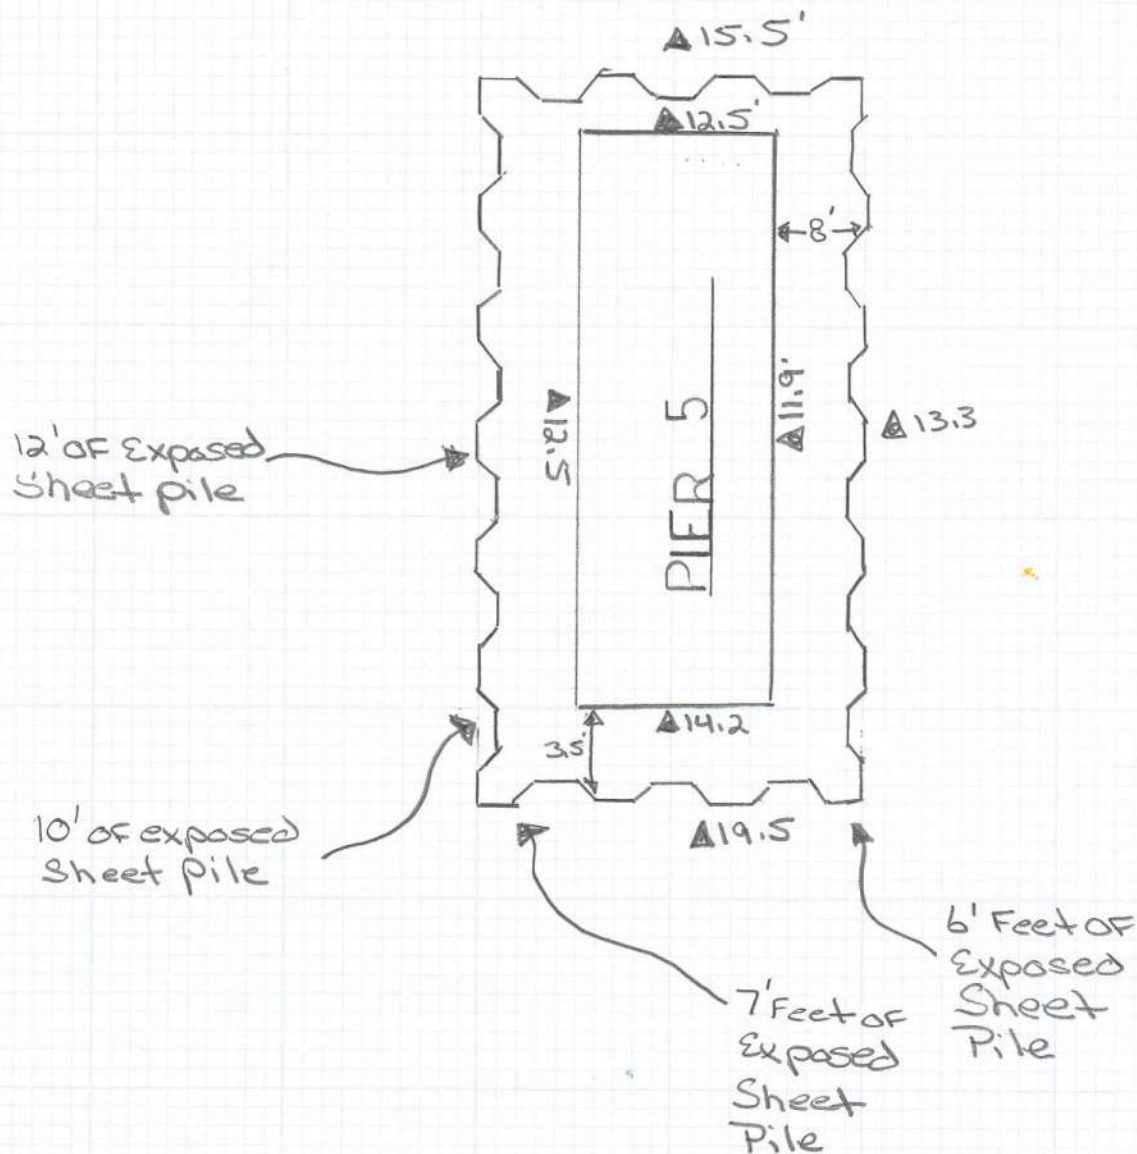 ▲ 15.5'
▲12.5'
8'
PIER 5
▲12.5
▲11.9'
▲ 13.3
12' OF Exposed
Sheet pile
▲14.2
3.5'
▲19.5
10' of exposed
Sheet Pile
6' Feet OF
Exposed
Sheet
Pile
7' Feet OF
Exposed
Sheet
Pile